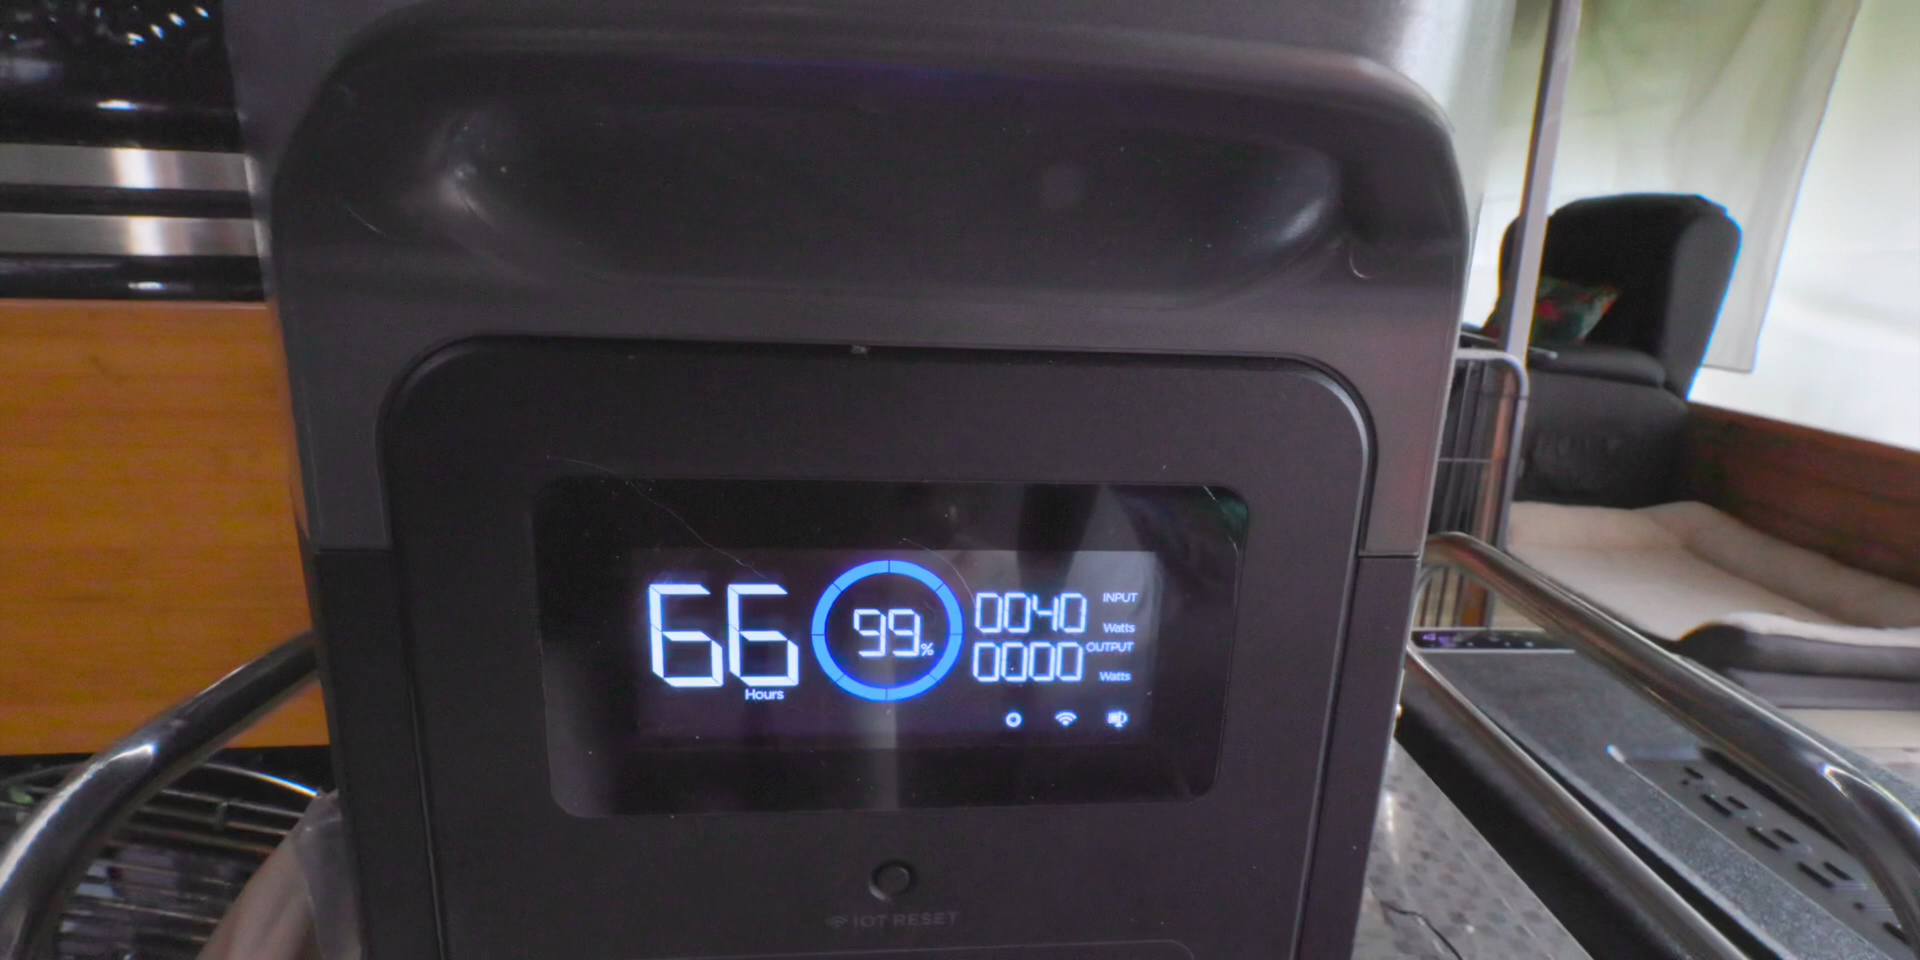 66
Hours
99%
0040 INPUT Watts
0000 OUTPUT Watts
IOT RESET